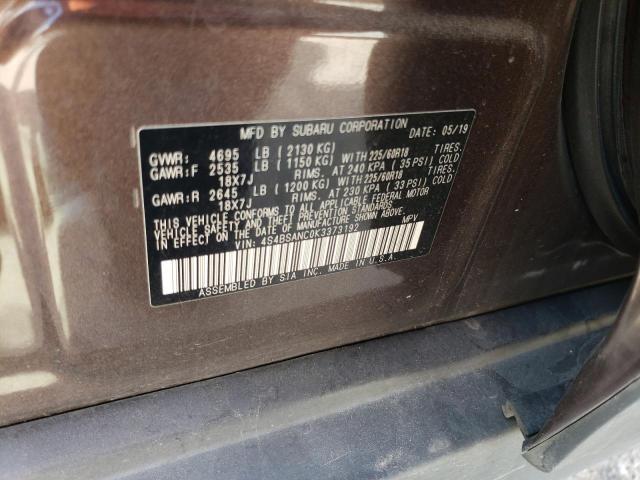 MFD BY SUBARU CORPORATION 05/19
GVWR: 4695 LB (2130 KG)
GAWR:F 2535 LB (1150 KG) WITH 225/60R18 TIRES.
18X7J RIMS. AT 240 KPA (35 PSI) COLD
GAWR:R 2645 LB (1200 KG) WITH 225/60R18 TIRES.
18X7J RIMS. AT 230 KPA (33 PSI) COLD
THIS VEHICLE CONFORMS TO ALL APPLICABLE FEDERAL MOTOR
VEHICLE SAFETY AND THEFT PREVENTION STANDARDS IN EFFECT ON THE
DATE OF MANUFACTURE SHOWN ABOVE.
VIN: 4S4BSANC0K3373192 MPV
ASSEMBLED BY SIA INC. MADE IN U.S.A.